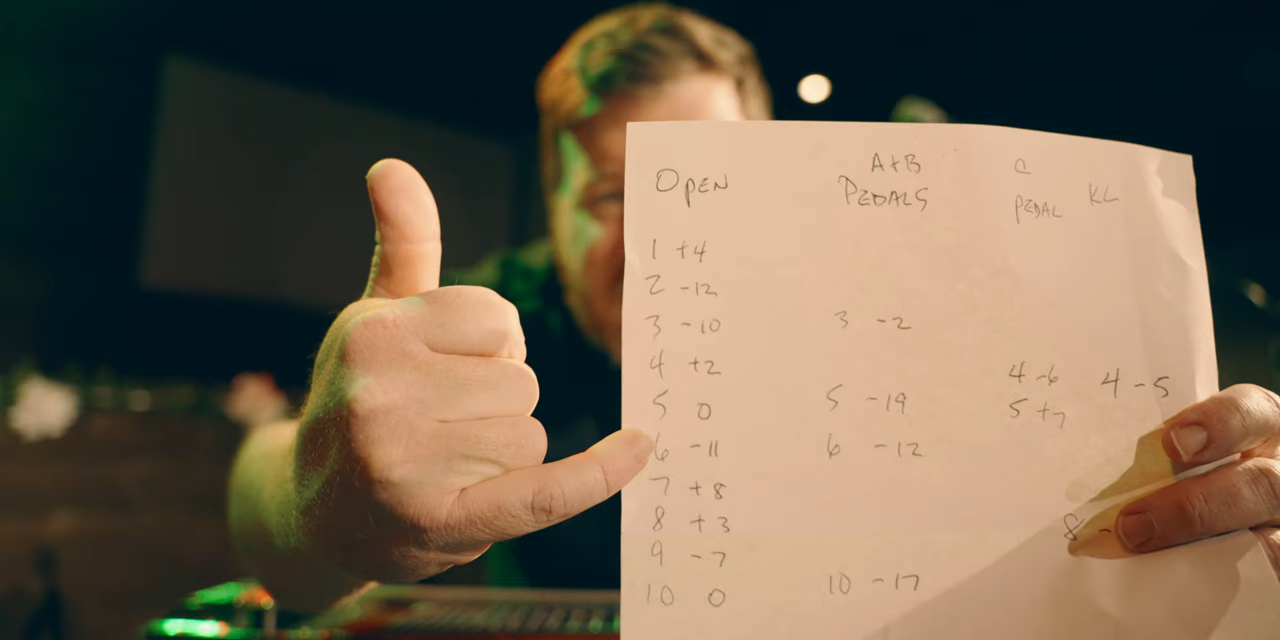 OPEN A+B PEDALS C PEDAL KL
1 +4
2 -12
3 -10 3 -2
4 +2 4 -6 4 -5
5 0 5 -19 5 +7
6 -11 6 -12
7 +8
8 +3 8 -
9 -7
10 0 10 -17